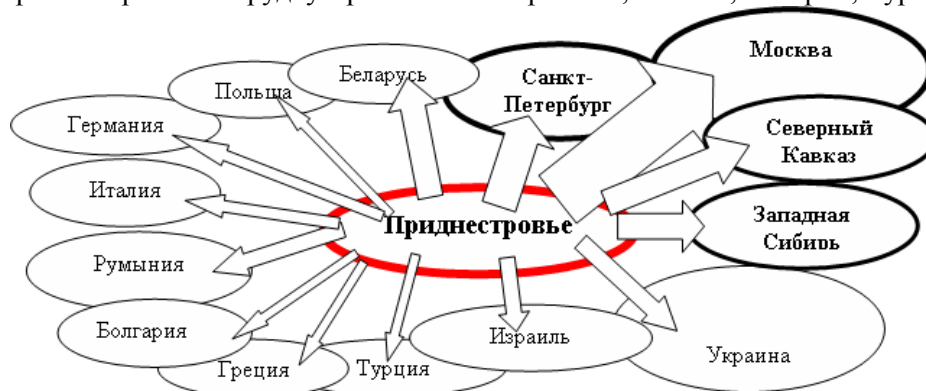 Москва
Беларусь
Санкт-
Петербург
Польша
Германия
Северный
Кавказ
Италия
Западная
Сибирь
Приднестровье
Румыния
Болгария
Израиль
Украина
Греция
Турция